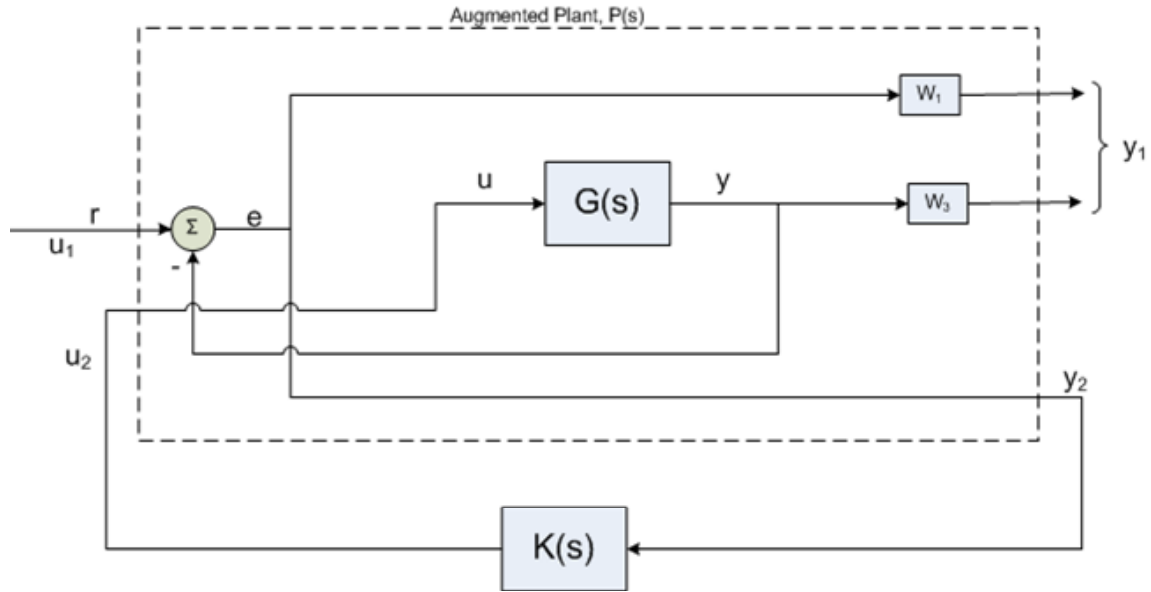 Augmented Plant, P(s)
W₁
y₁
u
G(s)
y
W₃
r
Σ
e
u₁
-
u₂
y₂
K(s)